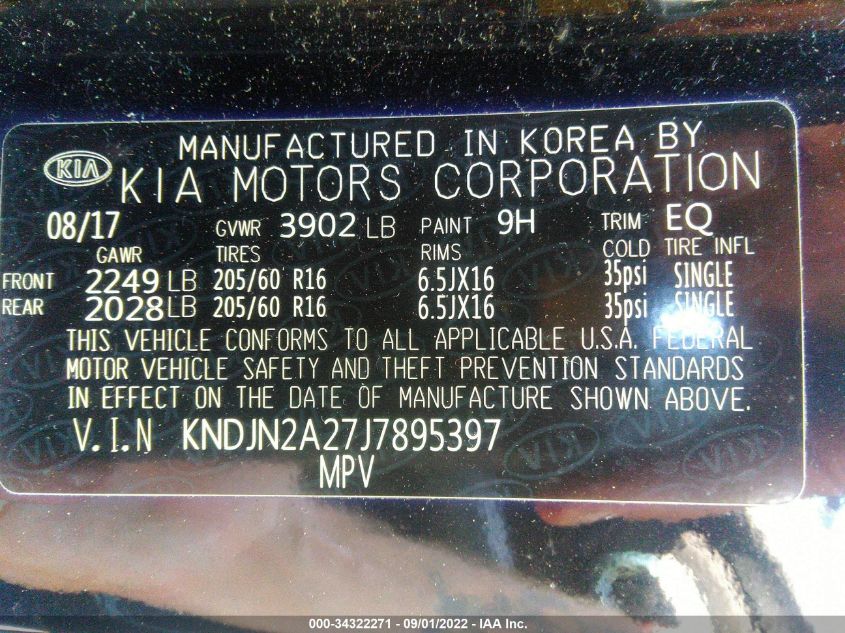 MANUFACTURED IN KOREA BY
KIA KIA MOTORS CORPORATION
08/17 GVWR 3902 LB PAINT 9H TRIM EQ
GAWR TIRES RIMS COLD TIRE INFL
FRONT 2249 LB 205/60 R16 6.5JX16 35psi SINGLE
REAR 2028 LB 205/60 R16 6.5JX16 35psi SINGLE
THIS VEHICLE CONFORMS TO ALL APPLICABLE U.S.A. FEDERAL
MOTOR VEHICLE SAFETY AND THEFT PREVENTION STANDARDS
IN EFFECT ON THE DATE OF MANUFACTURE SHOWN ABOVE.
V.I.N KNDJN2A27J7895397
MPV
000-34322271 - 09/01/2022 - IAA Inc.